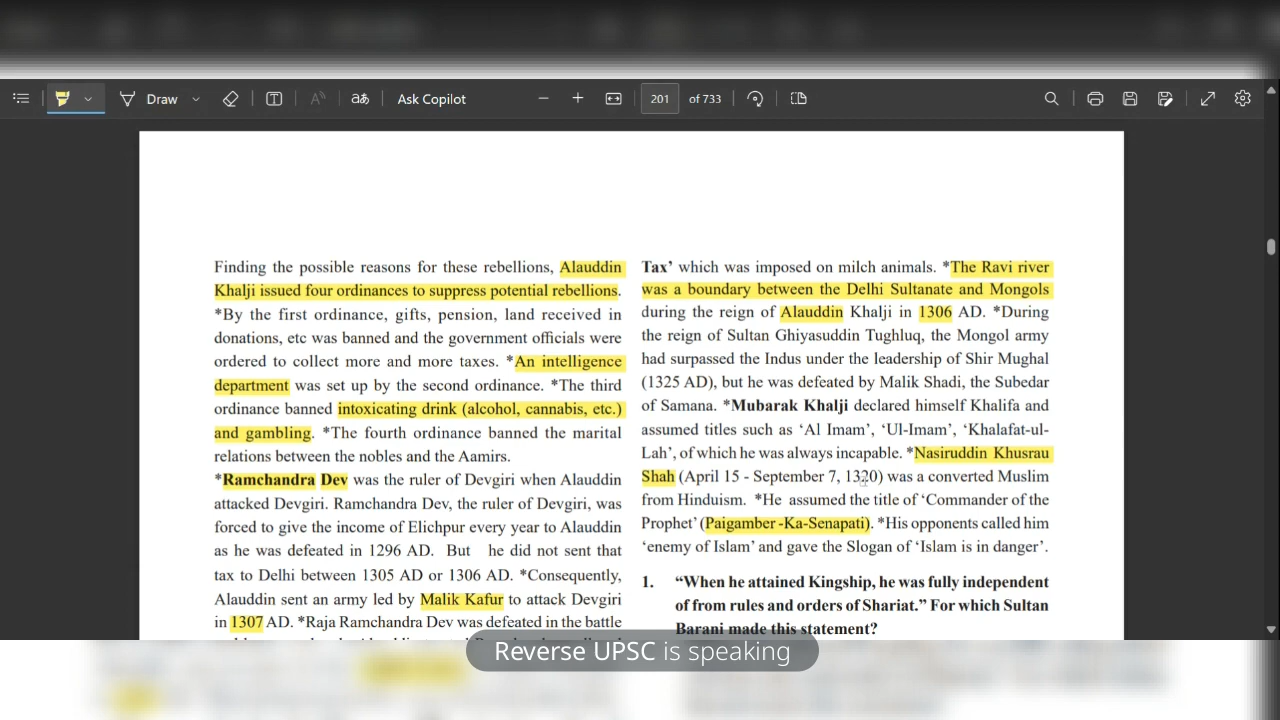 Draw
Ask Copilot
201 of 733
Finding the possible reasons for these rebellions, Alauddin
Khalji issued four ordinances to suppress potential rebellions.
*By the first ordinance, gifts, pension, land received in
donations, etc was banned and the government officials were
ordered to collect more and more taxes. *An intelligence
department was set up by the second ordinance. *The third
ordinance banned intoxicating drink (alcohol, cannabis, etc.)
and gambling. *The fourth ordinance banned the marital
relations between the nobles and the Aamirs.
*Ramchandra Dev was the ruler of Devgiri when Alauddin
attacked Devgiri. Ramchandra Dev, the ruler of Devgiri, was
forced to give the income of Elichpur every year to Alauddin
as he was defeated in 1296 AD. But he did not sent that
tax to Delhi between 1305 AD or 1306 AD. *Consequently,
Alauddin sent an army led by Malik Kafur to attack Devgiri
in 1307 AD. *Raja Ramchandra Dev was defeated in the battle
Tax’ which was imposed on milch animals. *The Ravi river
was a boundary between the Delhi Sultanate and Mongols
during the reign of Alauddin Khalji in 1306 AD. *During
the reign of Sultan Ghiyasuddin Tughluq, the Mongol army
had surpassed the Indus under the leadership of Shir Mughal
(1325 AD), but he was defeated by Malik Shadi, the Subedar
of Samana. *Mubarak Khalji declared himself Khalifa and
assumed titles such as ‘Al Imam’, ‘Ul-Imam’, ‘Khalafat-ul-
Lah’, of which he was always incapable. *Nasiruddin Khusrau
Shah (April 15 - September 7, 1320) was a converted Muslim
from Hinduism. *He assumed the title of ‘Commander of the
Prophet’ (Paigamber -Ka-Senapati). *His opponents called him
‘enemy of Islam’ and gave the Slogan of ‘Islam is in danger’.
1. “When he attained Kingship, he was fully independent
of from rules and orders of Shariat.” For which Sultan
Barani made this statement?
Reverse UPSC is speaking